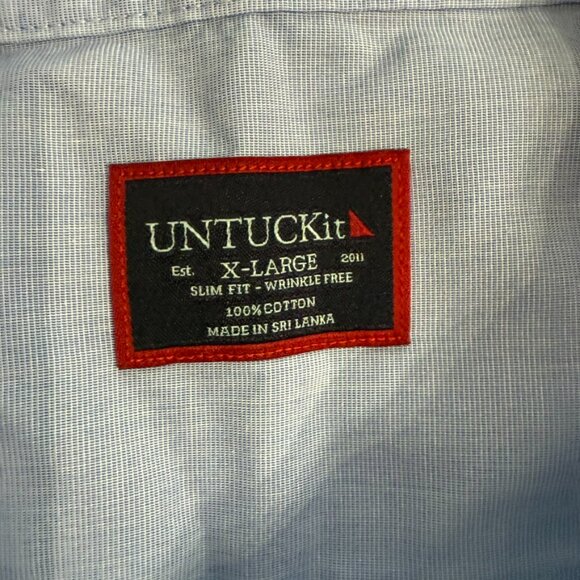 UNTUCKit
Est. X-LARGE 2011
SLIM FIT - WRINKLE FREE
100% COTTON
MADE IN SRI LANKA